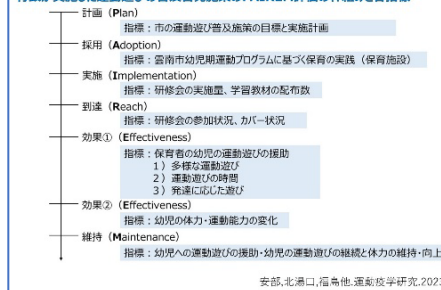 計画（Plan）
指標：市の運動遊び普及施策の目標と実施計画
採用（Adoption）
指標：雲南市幼児期運動プログラムに基づく保育の実践（保育施設）
実施（Implementation）
指標：研修会の実施量、学習教材の配布数
到達（Reach）
指標：研修会の参加状況、カバー状況
効果①（Effectiveness）
指標：保育者の幼児の運動遊びの援助
1）多様な運動遊び
2）運動遊びの時間
3）発達に応じた遊び
効果②（Effectiveness）
指標：幼児の体力・運動能力の変化
維持（Maintenance）
指標：幼児への運動遊びの援助・幼児の運動遊びの継続と体力の維持・向上
安部,北湯口,福島他.運動疫学研究.202